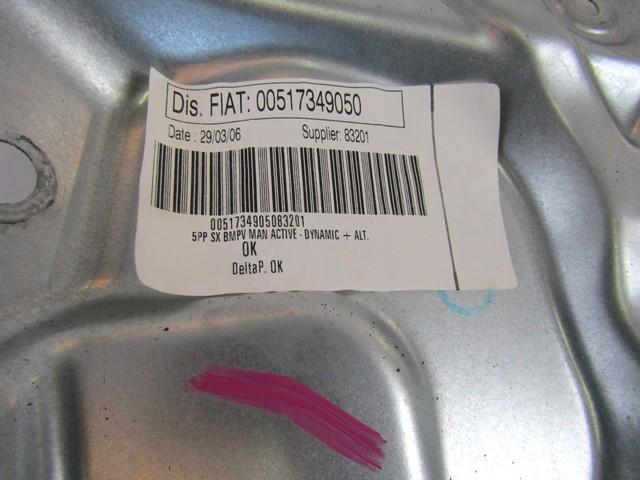 Dis. FIAT: 00517349050
Date : 29/03/06 Supplier: 83201
0051734905083201
5PP SX BMPV MAN ACTIVE - DYNAMIC + ALT.
OK
DeltaP. OK